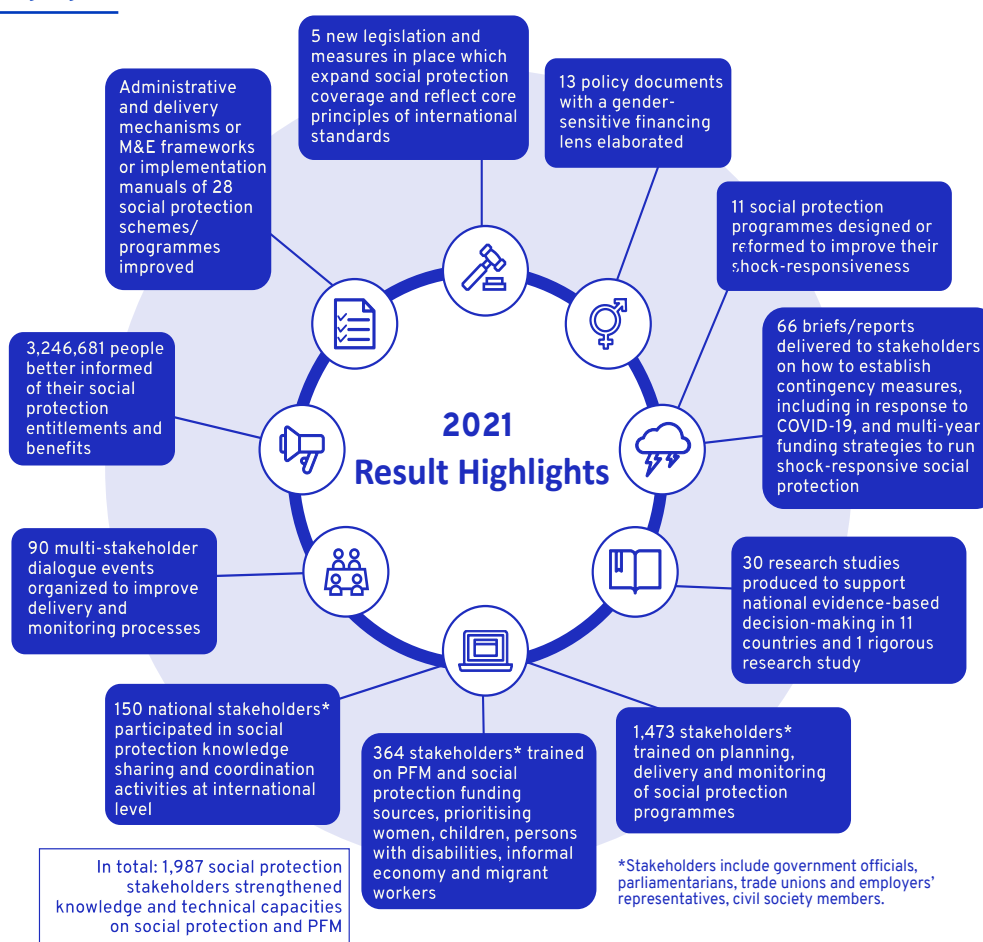 5 new legislation and
measures in place which
expand social protection
coverage and reflect core
principles of international
standards
13 policy documents
with a gender-
sensitive financing
lens elaborated
Administrative
and delivery
mechanisms or
M&E frameworks
or implementation
manuals of 28
social protection
schemes/
programmes
improved
11 social protection
programmes designed or
reformed to improve their
shock-responsiveness
66 briefs/reports
delivered to stakeholders
on how to establish
contingency measures,
including in response to
COVID-19, and multi-year
funding strategies to run
shock-responsive social
protection
3,246,681 people
better informed
of their social
protection
entitlements and
benefits
2021
Result Highlights
90 multi-stakeholder
dialogue events
organized to improve
delivery and
monitoring processes
30 research studies
produced to support
national evidence-based
decision-making in 11
countries and 1 rigorous
research study
150 national stakeholders*
participated in social
protection knowledge
sharing and coordination
activities at international
level
364 stakeholders* trained
on PFM and social
protection funding
sources, prioritising
women, children, persons
with disabilities, informal
economy and migrant
workers
1,473 stakeholders*
trained on planning,
delivery and monitoring
of social protection
programmes
In total: 1,987 social protection
stakeholders strengthened
knowledge and technical capacities
on social protection and PFM
*Stakeholders include government officials,
parliamentarians, trade unions and employers'
representatives, civil society members.